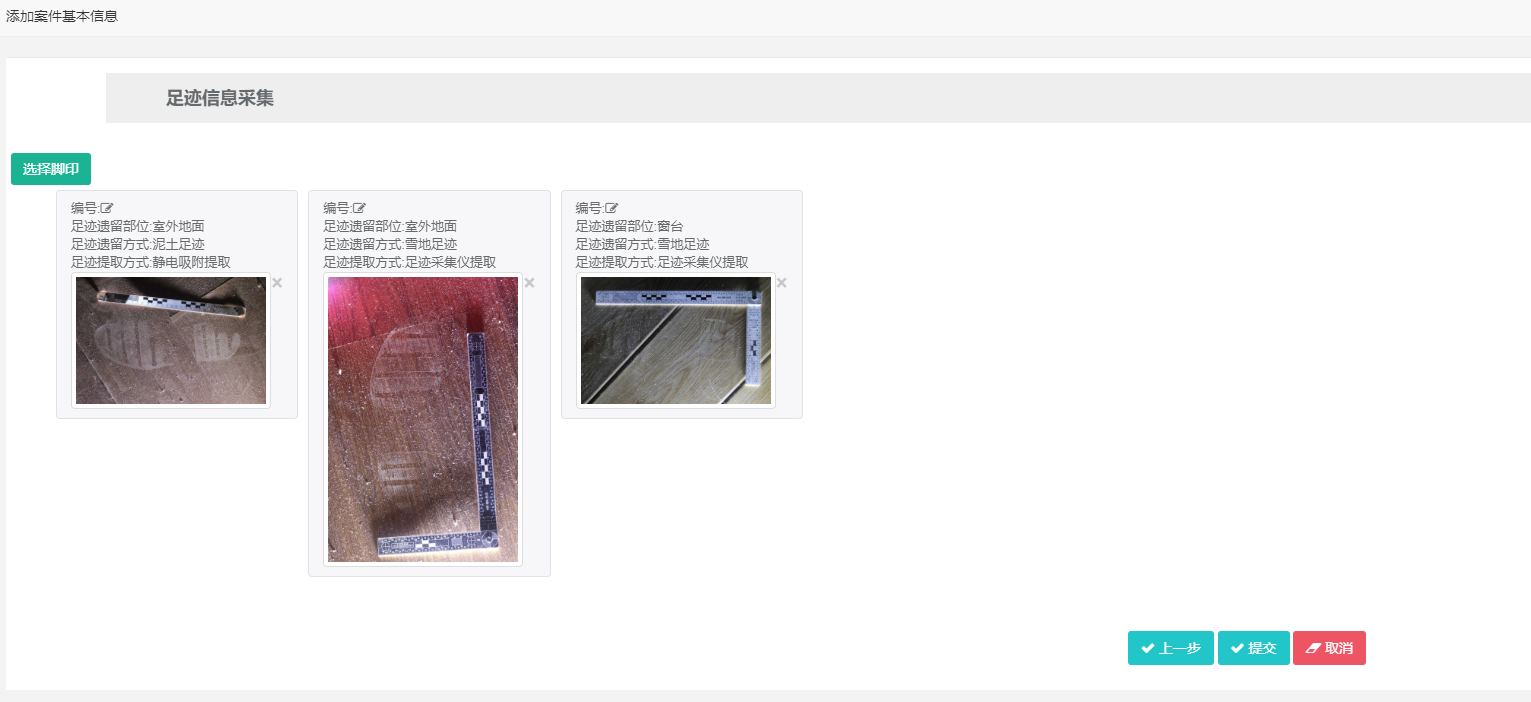 添加案件基本信息
足迹信息采集
选择脚印
编号:
足迹遗留部位:室外地面
足迹遗留方式:泥土足迹
足迹提取方式:静电吸附提取
编号:
足迹遗留部位:室外地面
足迹遗留方式:雪地足迹
足迹提取方式:足迹采集仪提取
编号:
足迹遗留部位:窗台
足迹遗留方式:雪地足迹
足迹提取方式:足迹采集仪提取
上一步
提交
取消